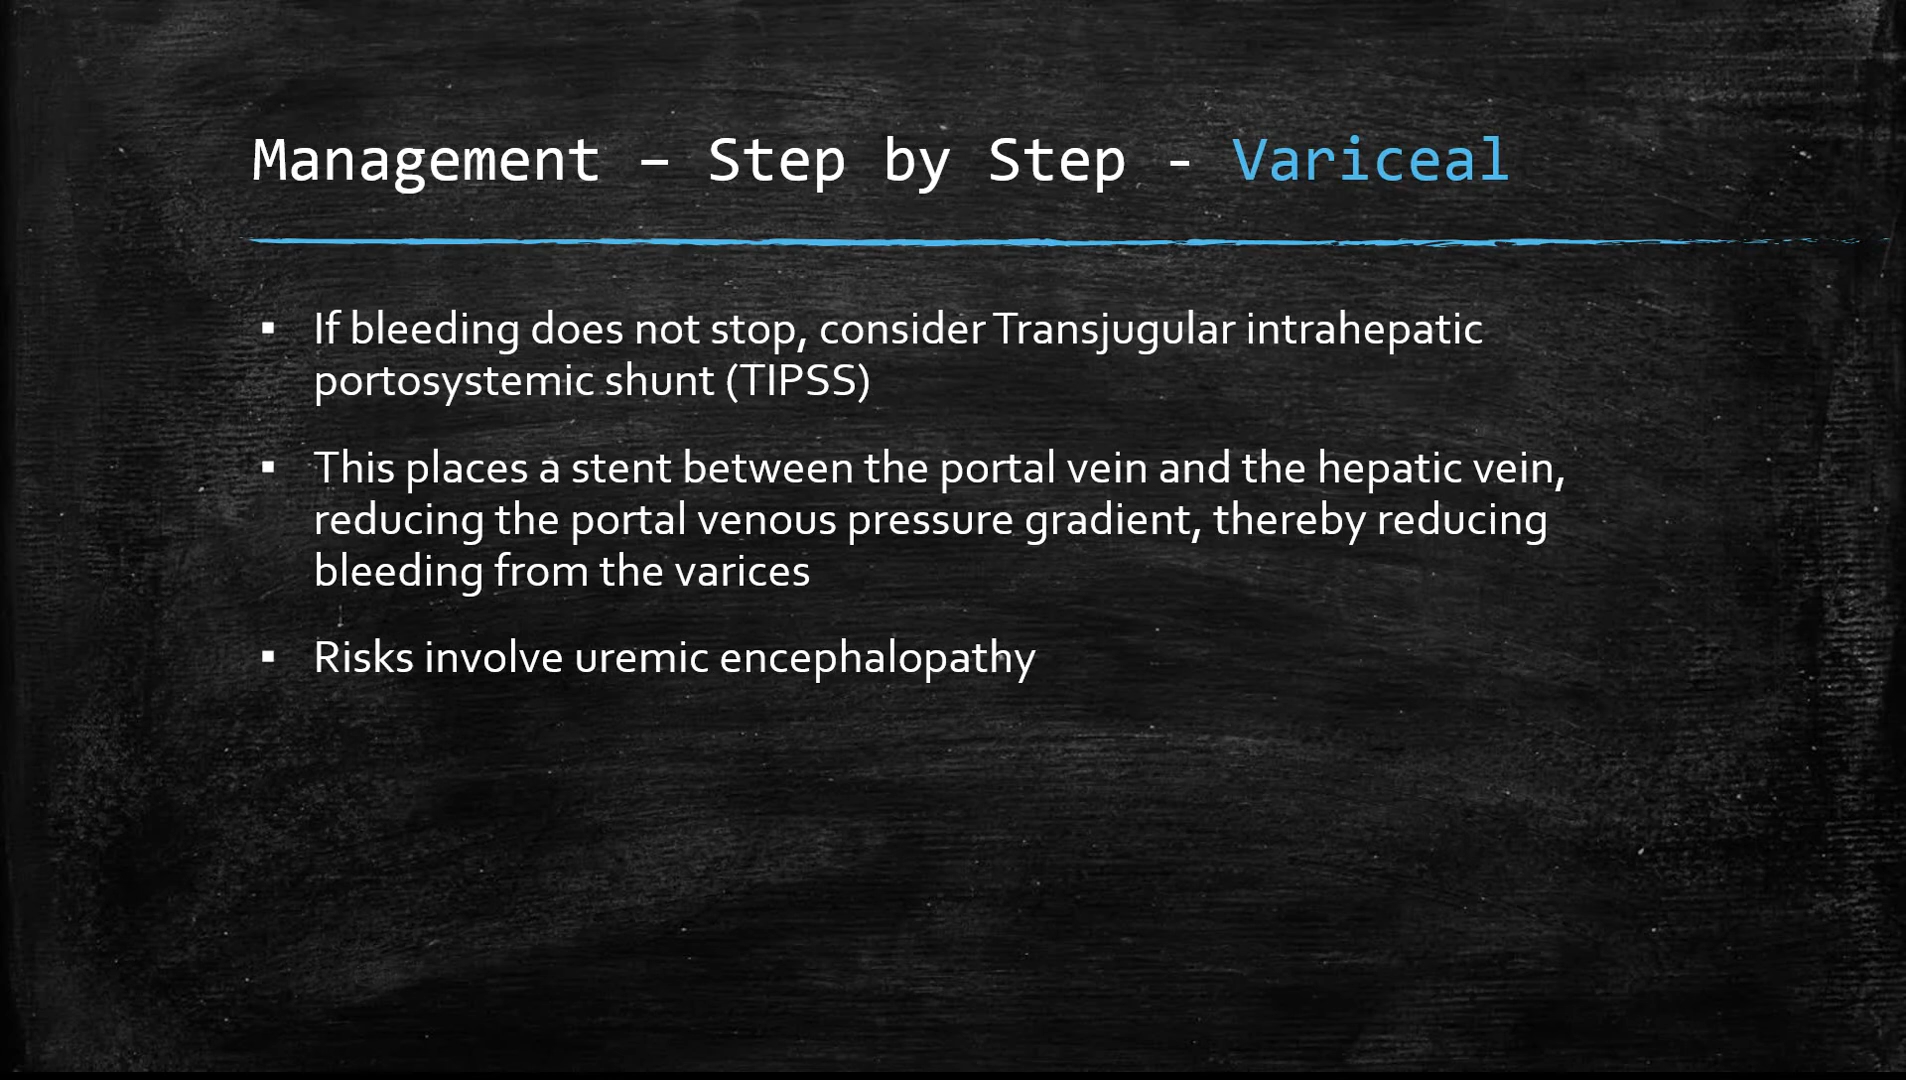 Management – Step by Step - Variceal
▪ If bleeding does not stop, consider Transjugular intrahepatic
portosystemic shunt (TIPSS)
▪ This places a stent between the portal vein and the hepatic vein,
reducing the portal venous pressure gradient, thereby reducing
bleeding from the varices
▪ Risks involve uremic encephalopathy